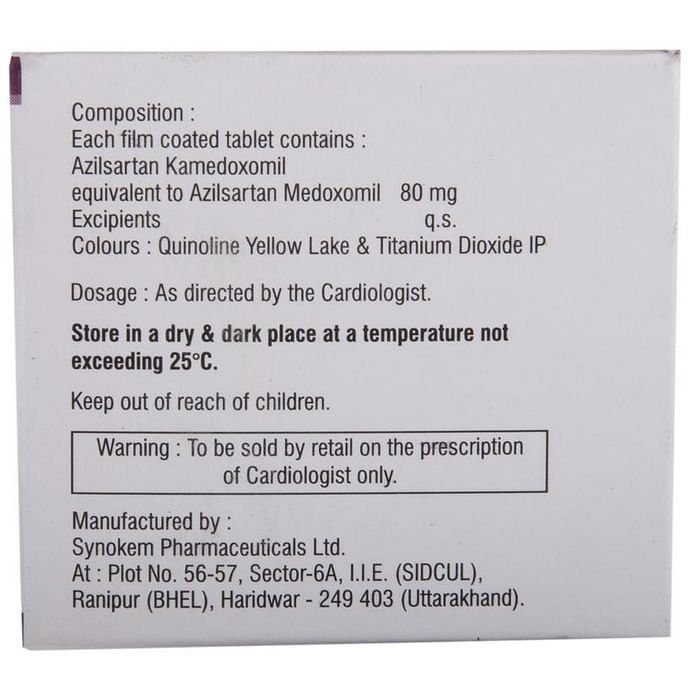 Composition :
Each film coated tablet contains :
Azilsartan Kamedoxomil
equivalent to Azilsartan Medoxomil 80 mg
Excipients q.s.
Colours : Quinoline Yellow Lake & Titanium Dioxide IP
Dosage : As directed by the Cardiologist.
Store in a dry & dark place at a temperature not
exceeding 25°C.
Keep out of reach of children.
Warning : To be sold by retail on the prescription
of Cardiologist only.
Manufactured by :
Synokem Pharmaceuticals Ltd.
At : Plot No. 56-57, Sector-6A, I.I.E. (SIDCUL),
Ranipur (BHEL), Haridwar - 249 403 (Uttarakhand).